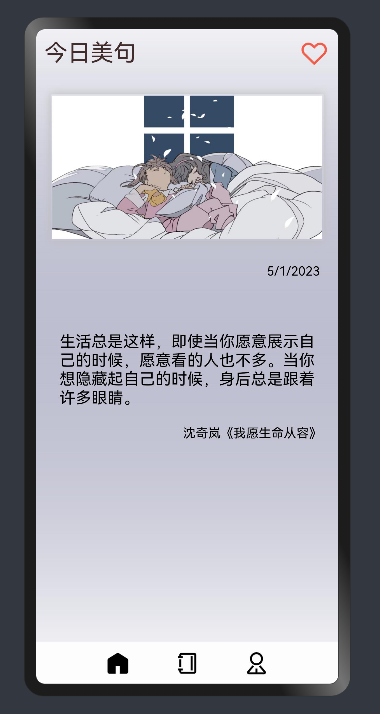 今日美句
5/1/2023
生活总是这样，即使当你愿意展示自
己的时候，愿意看的人也不多。当你
想隐藏起自己的时候，身后总是跟着
许多眼睛。
沈奇岚《我愿生命从容》